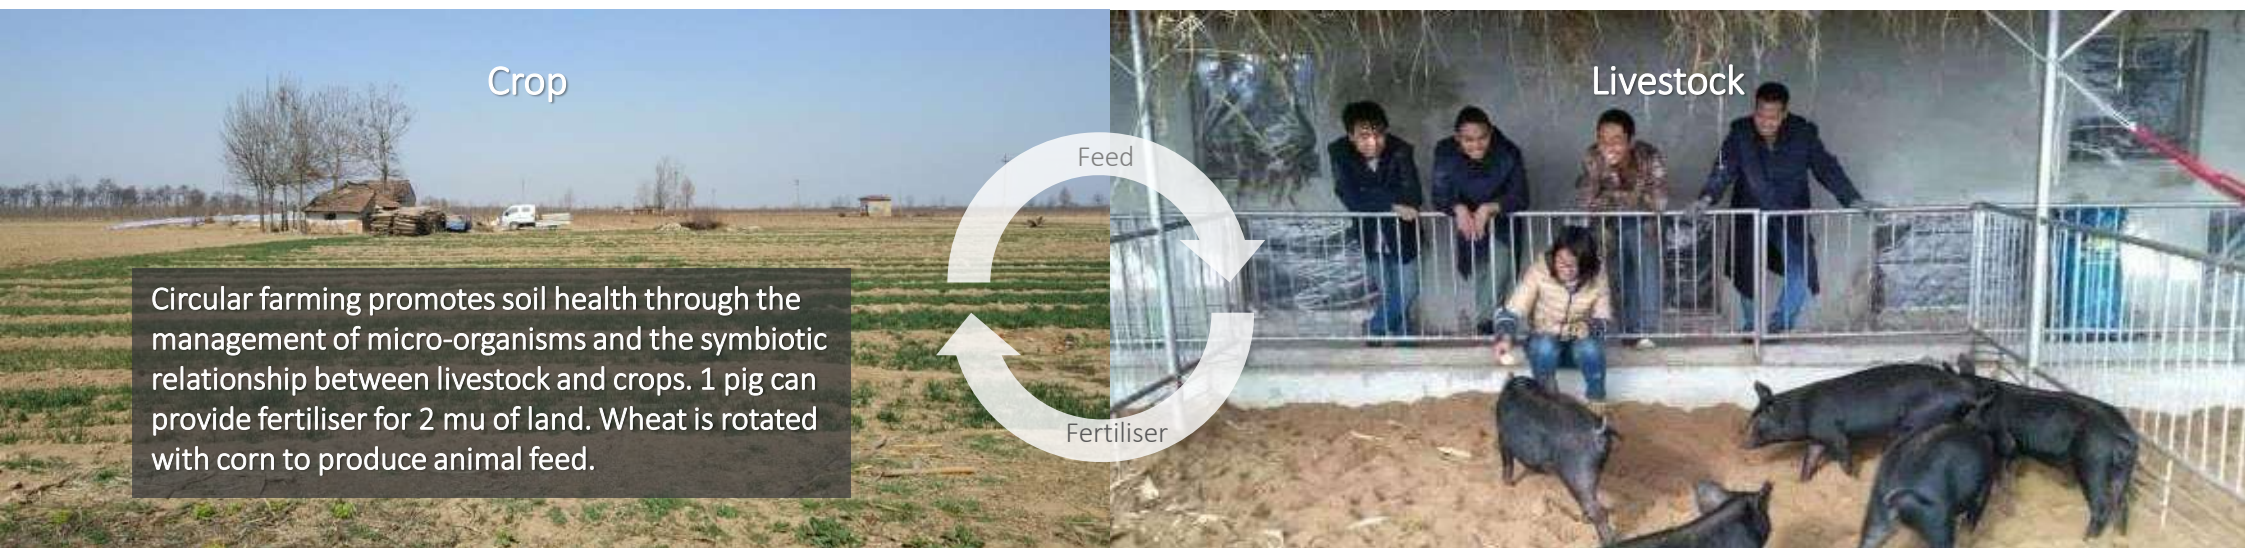 Crop
Livestock
Feed
Circular farming promotes soil health through the
management of micro-organisms and the symbiotic
relationship between livestock and crops. 1 pig can
provide fertiliser for 2 mu of land. Wheat is rotated
with corn to produce animal feed.
Fertiliser